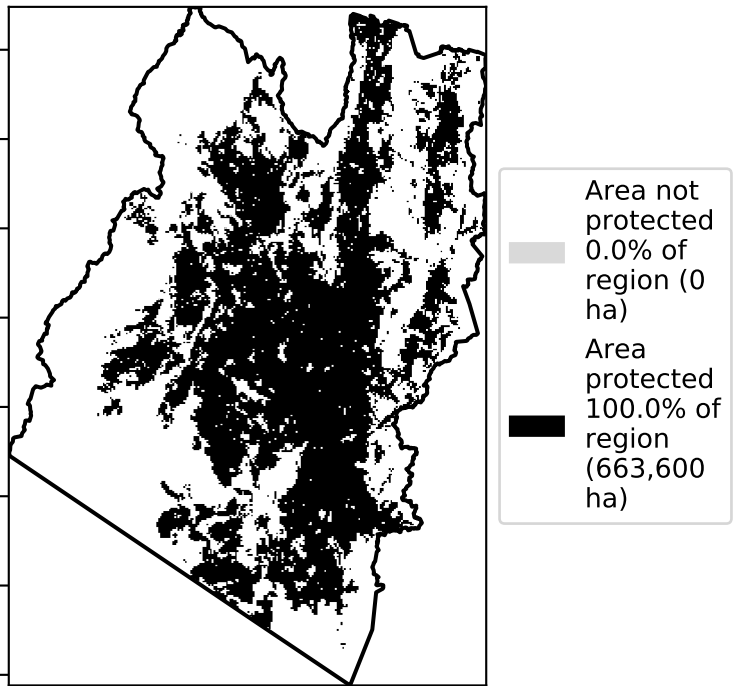 Area not
protected
0.0% of
region (0
ha)
Area
protected
100.0% of
region
(663,600
ha)